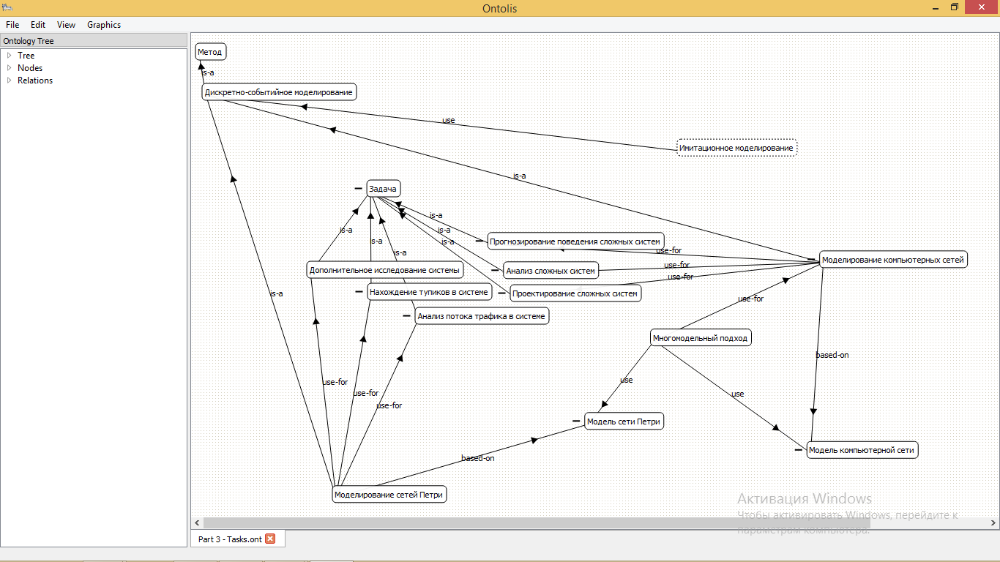 Ontolis
File Edit View Graphics
Ontology Tree
Tree
Nodes
Relations
Метод
is-a
Дискретно-событийное моделирование
use
Имитационное моделирование
is-a
Задача
is-a
is-a
is-a
is-a
is-a
is-a
Прогнозирование поведения сложных систем
use-for
Моделирование компьютерных сетей
Дополнительное исследование системы
Анализ сложных систем
use-for
use-for
Нахождение тупиков в системе
Проектирование сложных систем
is-a
use-for
Анализ потока трафика в системе
Многомодельный подход
based-on
use-for
use
use-for
use
use-for
Модель сети Петри
Модель компьютерной сети
based-on
Моделирование сетей Петри
Активация Windows
Чтобы активировать Windows, перейдите к
параметрам компьютера.
Part 3 - Tasks.ont